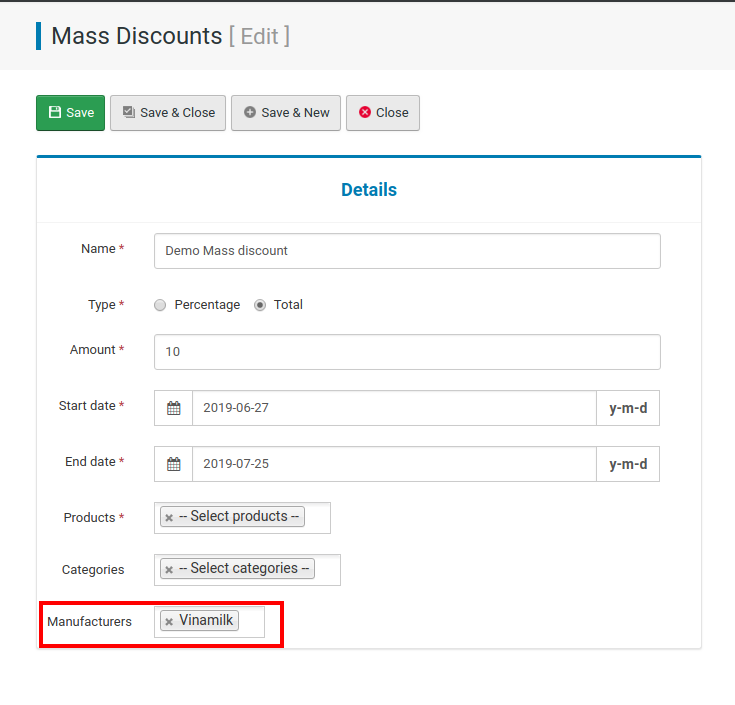 Mass Discounts [ Edit ]
Save Save & Close Save & New Close
Details
Name * Demo Mass discount
Type * Percentage Total
Amount * 10
Start date * 2019-06-27 y-m-d
End date * 2019-07-25 y-m-d
Products * × -- Select products --
Categories × -- Select categories --
Manufacturers × Vinamilk